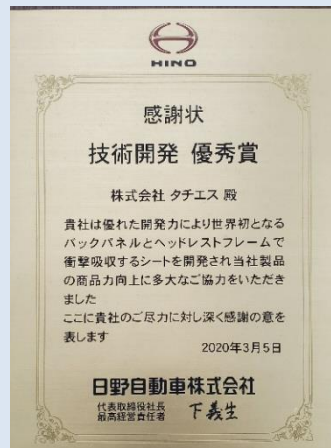 HINO
感謝状
技術開発 優秀賞
株式会社 タチエス 殿
貴社は優れた開発力により世界初となる
バックパネルとヘッドレストフレームで
衝撃吸収するシートを開発され当社製品
の商品力向上に多大なご協力をいただき
ました
ここに貴社のご尽力に対し深く感謝の意を
表します
2020年3月5日
日野自動車株式会社
代表取締役社長
最高経営責任者
下義生